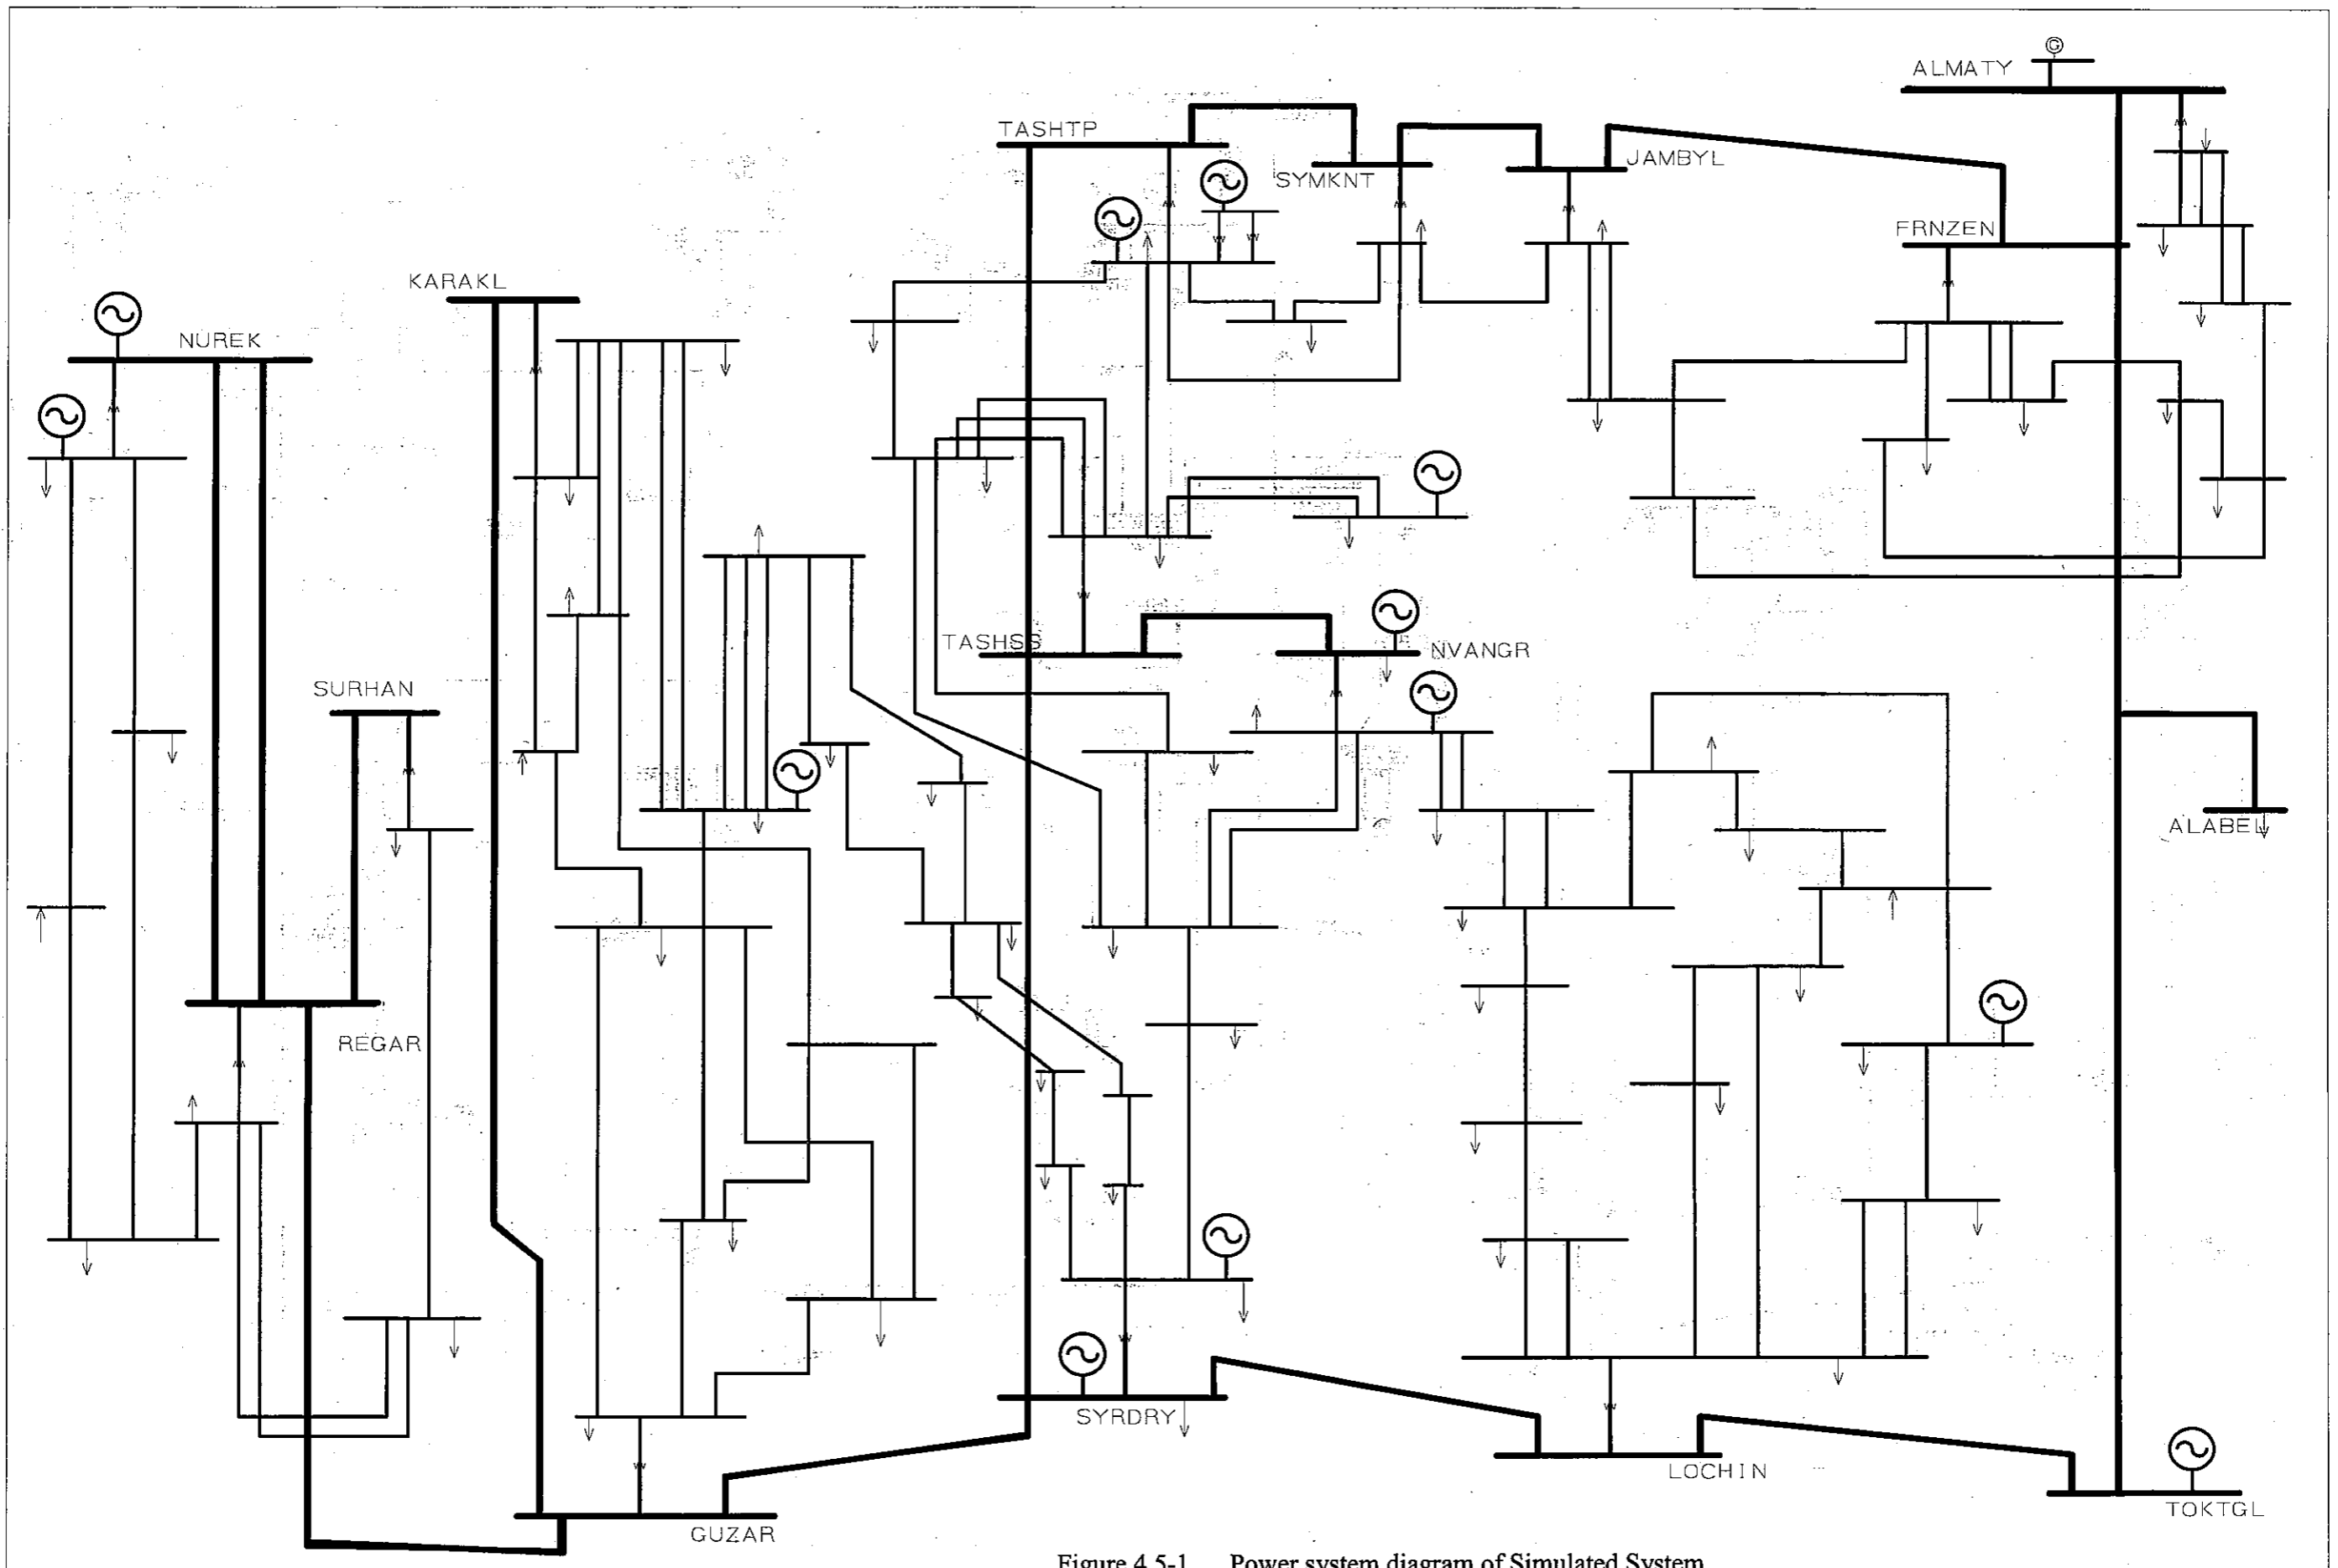 ALMATY
G
TASHTP
JAMBYL
SYMKNT
FRNZEN
KARAKL
NUREK
TASHSS
NVANGR
SURHAN
ALABEL
REGAR
SYRDRY
LOCHIN
TOKTGL
GUZAR
Figure 4.5-1 Power system diagram of Simulated System